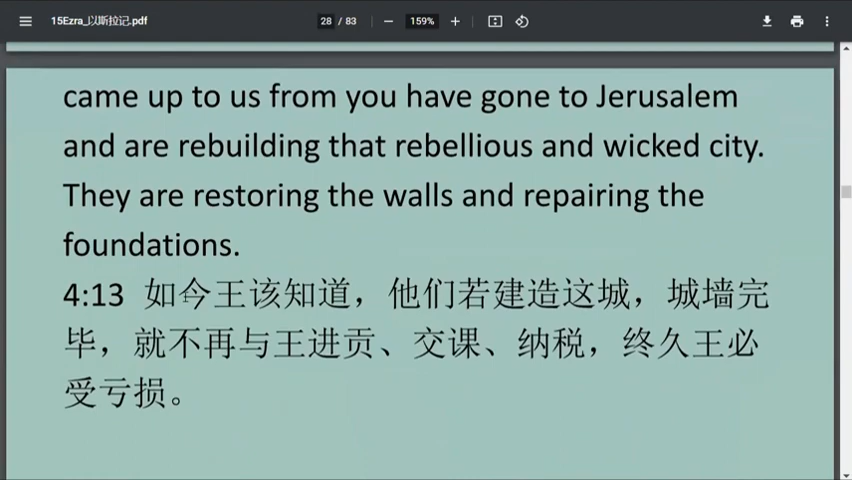 15Ezra_以斯拉记.pdf
28 / 83
159%
came up to us from you have gone to Jerusalem
and are rebuilding that rebellious and wicked city.
They are restoring the walls and repairing the
foundations.
4:13 如今王该知道，他们若建造这城，城墙完
毕，就不再与王进贡、交课、纳税，终久王必
受亏损。